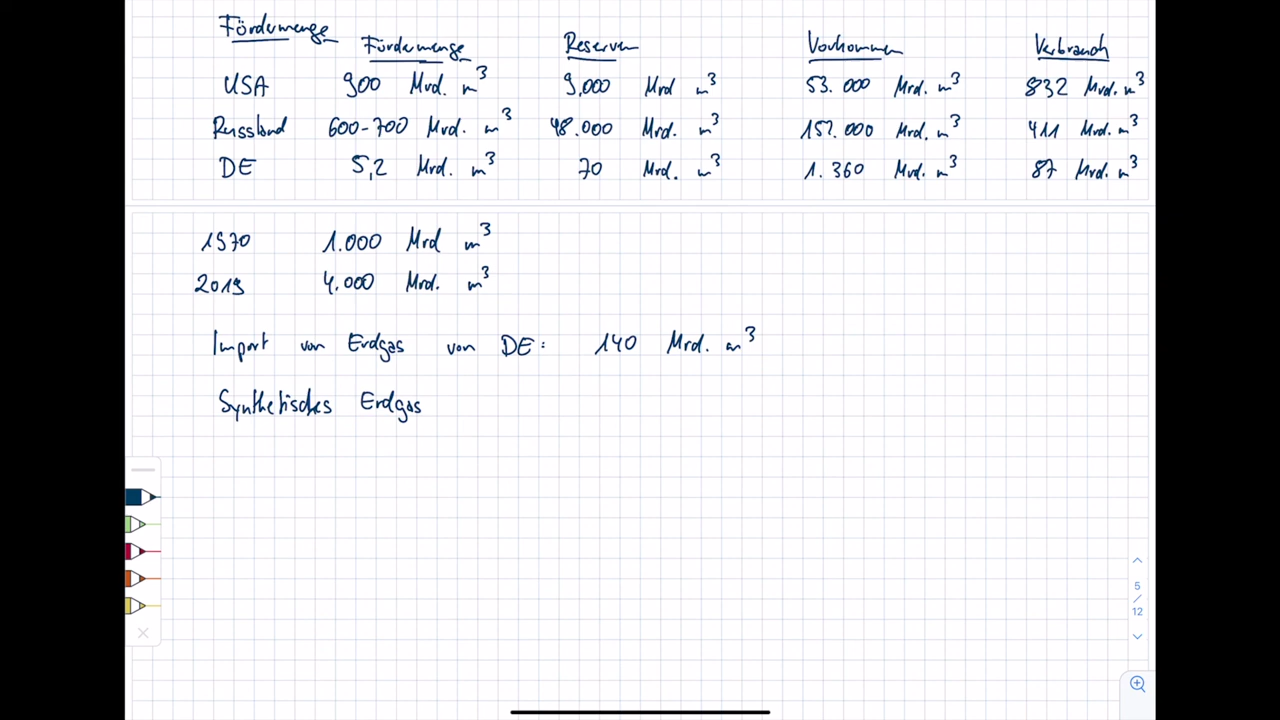 Fördermenge
Fördermenge Reserven Vorkommen Verbrauch
USA 900 Mrd. m³ 9.000 Mrd m³ 53.000 Mrd. m³ 832 Mrd. m³
Russland 600-700 Mrd. m³ 48.000 Mrd. m³ 152.000 Mrd. m³ 411 Mrd. m³
DE 5,2 Mrd. m³ 70 Mrd. m³ 1.360 Mrd. m³ 87 Mrd. m³
1970 1.000 Mrd m³
2019 4.000 Mrd. m³
Import von Erdgas von DE: 140 Mrd. m³
Synthetisches Erdgas
5
/
12